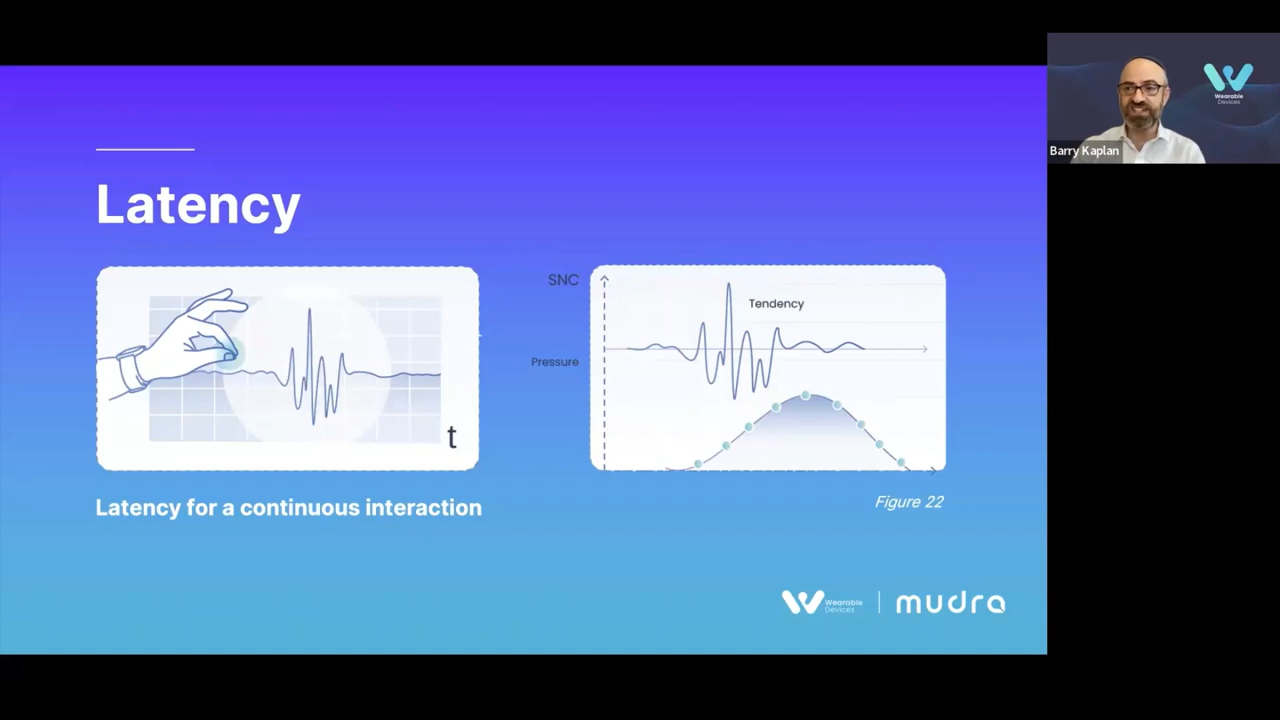 Latency
t
Latency for a continuous interaction
SNC
Pressure
Tendency
Figure 22
Wearable
Devices
mudra
Wearable
Devices
Barry Kaplan